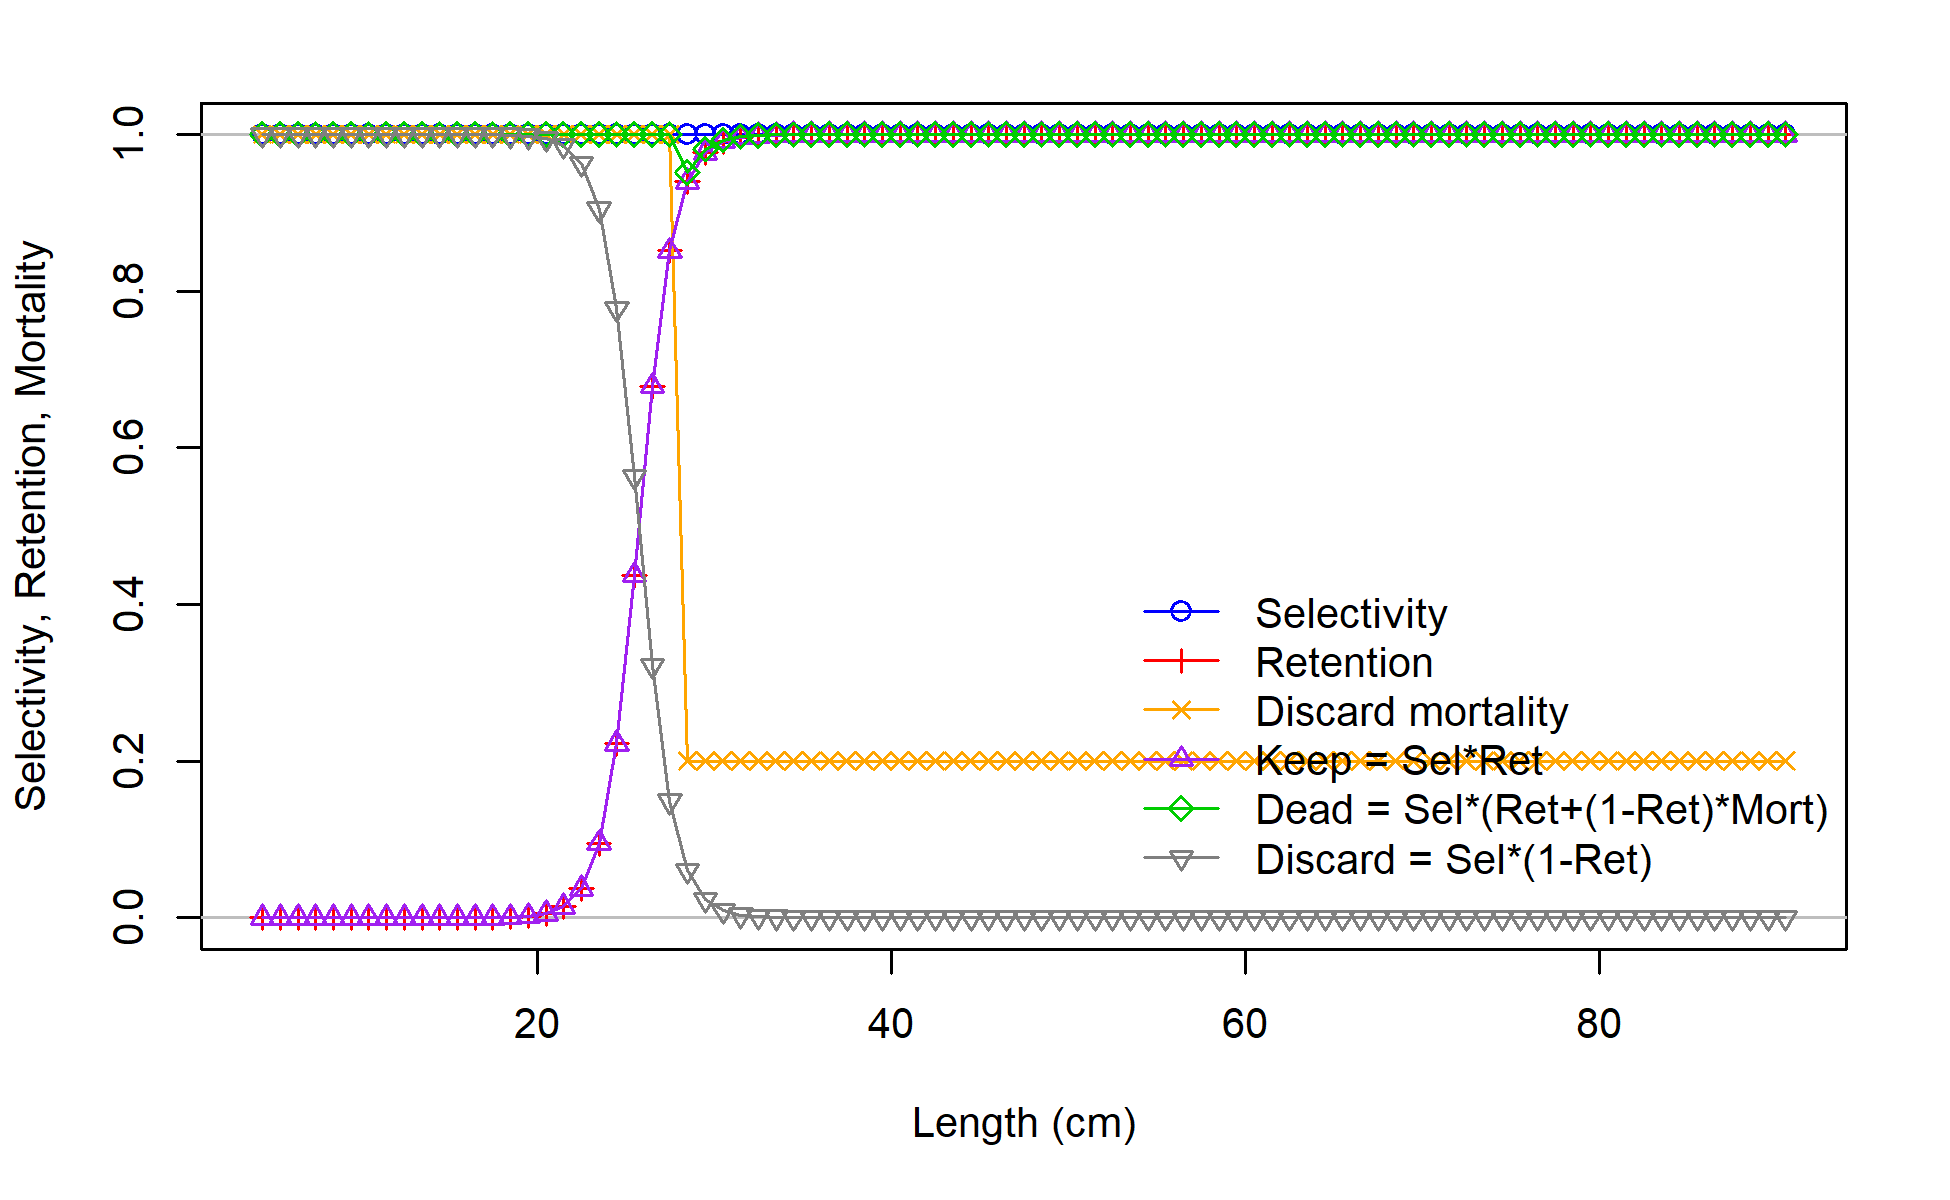 Selectivity, Retention, Mortality
1.0
0.8
0.6
0.4
0.2
0.0
Selectivity
Retention
Discard mortality
Keep = Sel*Ret
Dead = Sel*(Ret+(1-Ret)*Mort)
Discard = Sel*(1-Ret)
20 40 60 80
Length (cm)